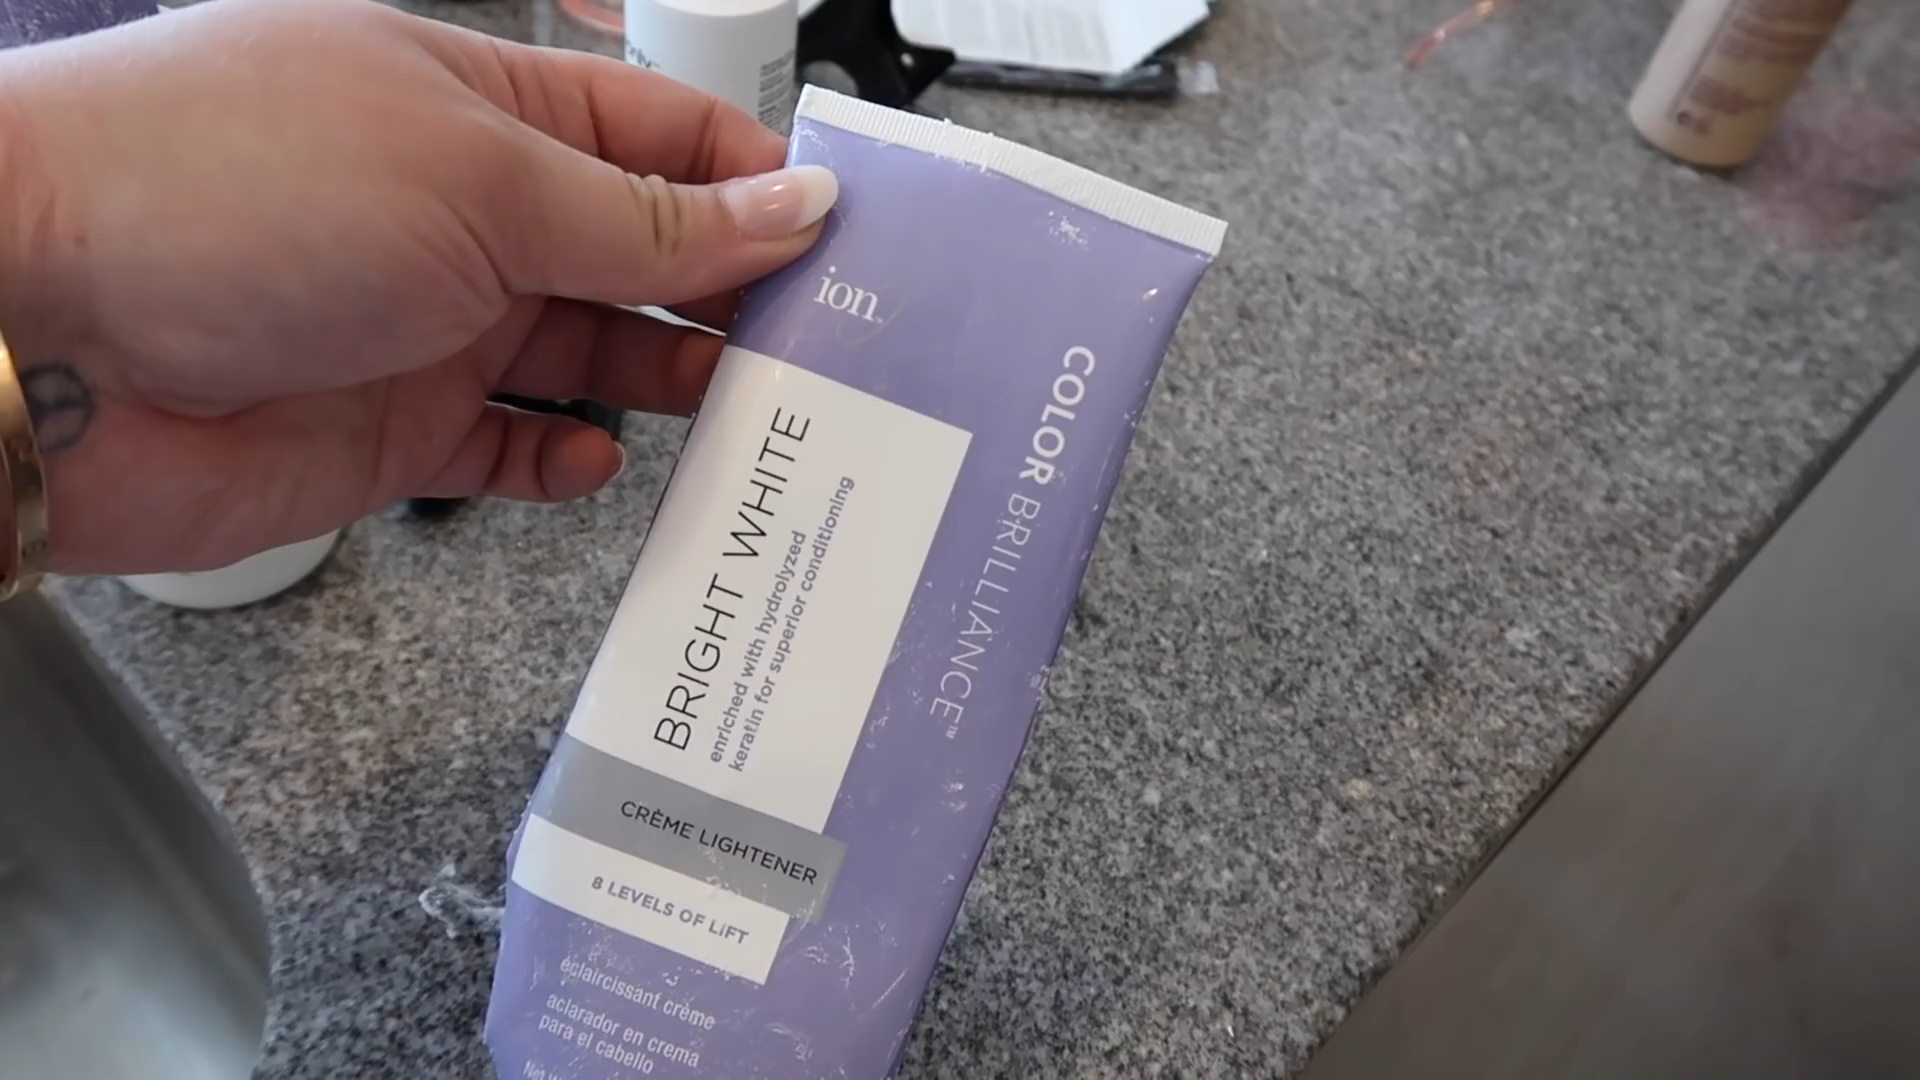 ion
COLOR BRILLIANCE™
BRIGHT WHITE
enriched with hydrolyzed
keratin for superior conditioning
CRÈME LIGHTENER
8 LEVELS OF LIFT
éclaircissant crème
aclarador en crema
para el cabello
Net